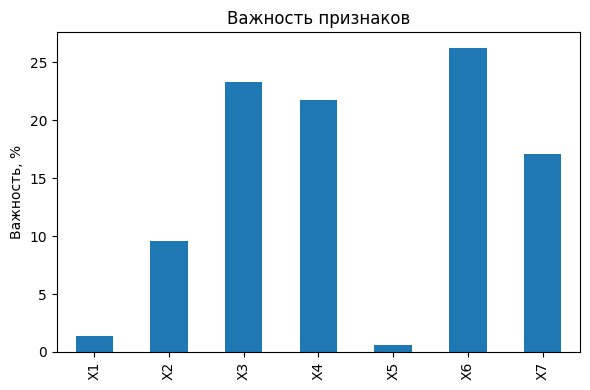 Важность признаков
Важность, %
25
20
15
10
5
0
X1
X2
X3
X4
X5
X6
X7